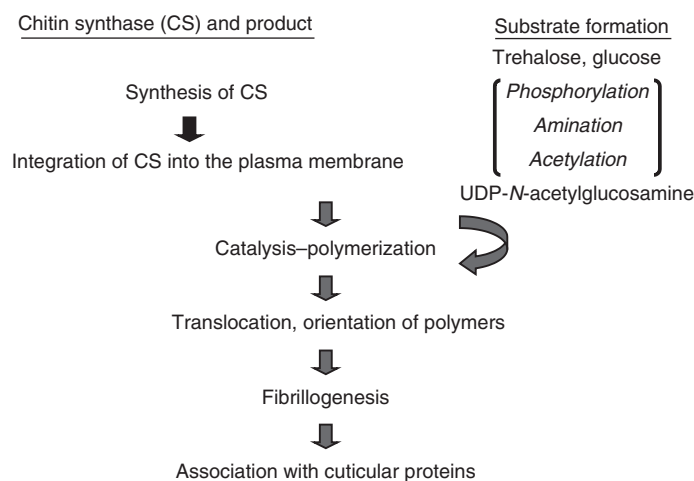 Chitin synthase (CS) and product
Synthesis of CS
Integration of CS into the plasma membrane
Catalysis–polymerization
Translocation, orientation of polymers
Fibrillogenesis
Association with cuticular proteins
Substrate formation
Trehalose, glucose
Phosphorylation
Amination
Acetylation
UDP-N-acetylglucosamine